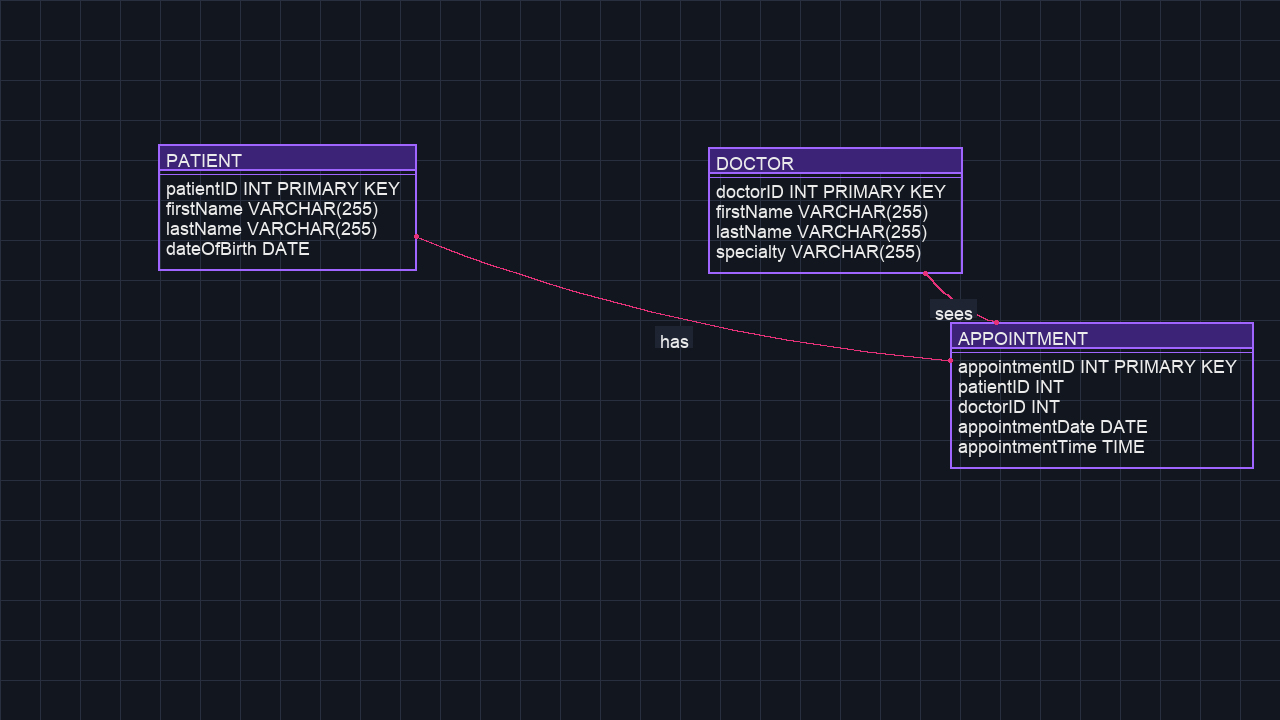 PATIENT
patientID INT PRIMARY KEY
firstName VARCHAR(255)
lastName VARCHAR(255)
dateOfBirth DATE
DOCTOR
doctorID INT PRIMARY KEY
firstName VARCHAR(255)
lastName VARCHAR(255)
specialty VARCHAR(255)
sees
has
APPOINTMENT
appointmentID INT PRIMARY KEY
patientID INT
doctorID INT
appointmentDate DATE
appointmentTime TIME